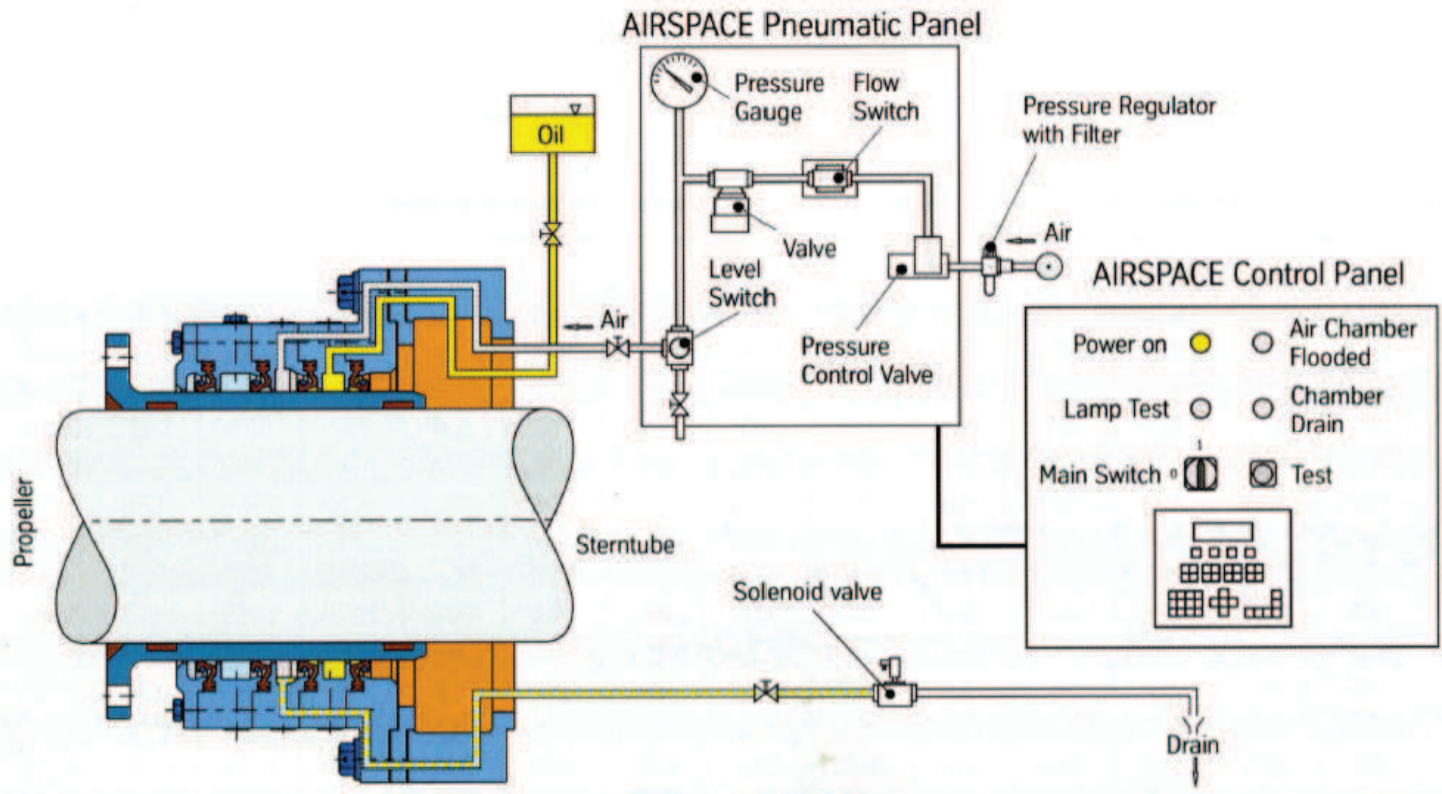 AIRSPACE Pneumatic Panel
Pressure
Gauge
Flow
Switch
Pressure Regulator
with Filter
Oil
Air
Valve
Level
Switch
Air
Pressure
Control Valve
AIRSPACE Control Panel
Power on
Air Chamber
Flooded
Lamp Test
Chamber
Drain
1
Main Switch 0
Test
Propeller
Sterntube
Solenoid valve
Drain